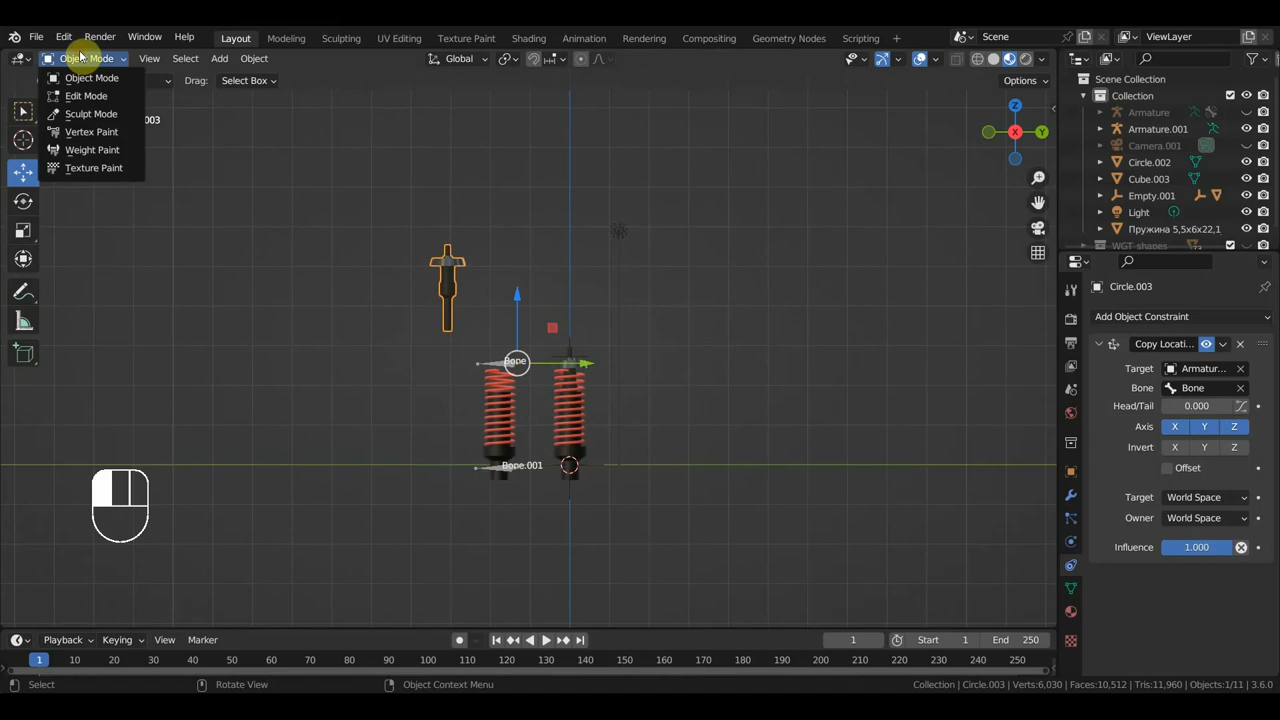 File Edit Render Window Help Layout Modeling Sculpting UV Editing Texture Paint Shading Animation Rendering Compositing Geometry Nodes Scripting + Scene ViewLayer
Object Mode View Select Add Object Global
Drag: Select Box Options
Object Mode
Edit Mode
Sculpt Mode
003
Vertex Paint
Weight Paint
Texture Paint
Z
X
Y
Bone
Bone.001
Scene Collection
Collection
Armature
Armature.001
Camera.001
Circle.002
Cube.003
Empty.001
Light
Пружина 5,5x6x22,1
WGT_shapes
Circle.003
Add Object Constraint
Copy Locati...
Target Armatur...
Bone Bone
Head/Tail 0.000
Axis X Y Z
Invert X Y Z
Offset
Target World Space
Owner World Space
Influence 1.000
Playback Keying View Marker 1 Start 1 End 250
1 10 20 30 40 50 60 70 80 90 100 110 120 130 140 150 160 170 180 190 200 210 220 230 240 250
Select Rotate View Object Context Menu Collection | Circle.003 | Verts:6,030 | Faces:10,512 | Tris:11,960 | Objects:1/11 | 3.6.0